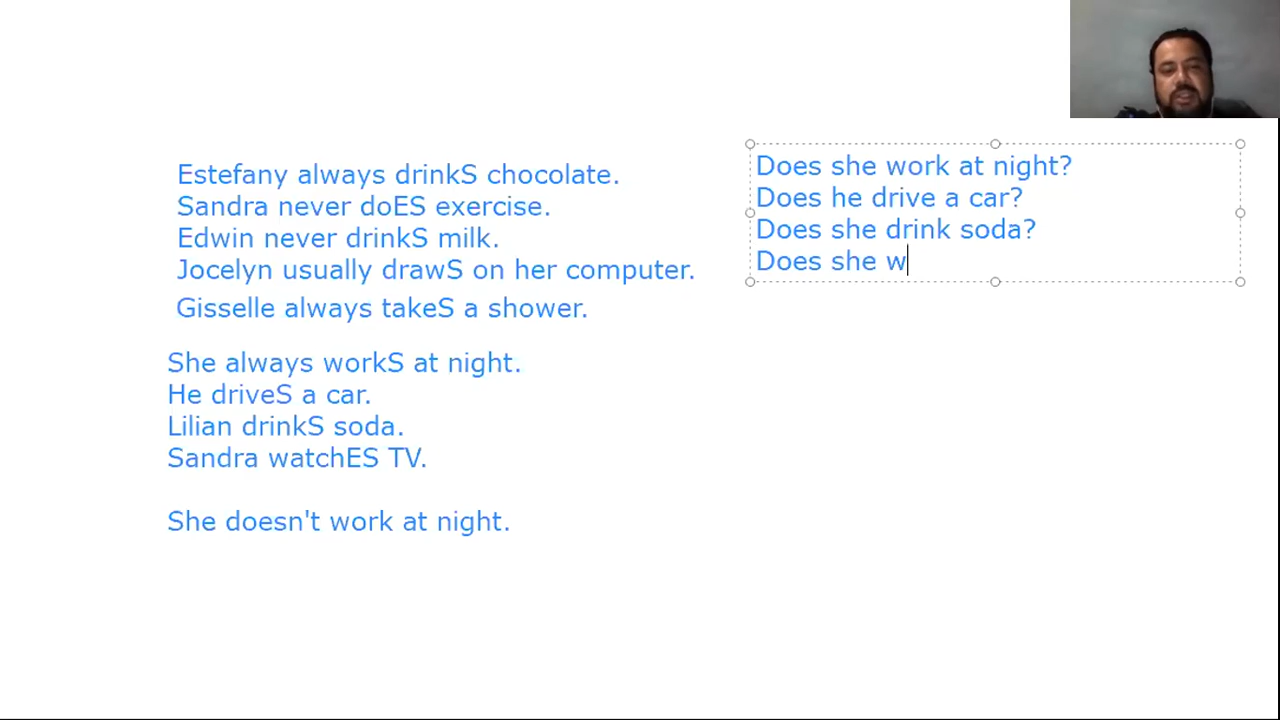 Estefany always drinkS chocolate.
Sandra never doES exercise.
Edwin never drinkS milk.
Jocelyn usually drawS on her computer.
Gisselle always takeS a shower.
She always workS at night.
He driveS a car.
Lilian drinkS soda.
Sandra watchES TV.
She doesn't work at night.
Does she work at night?
Does he drive a car?
Does she drink soda?
Does she w